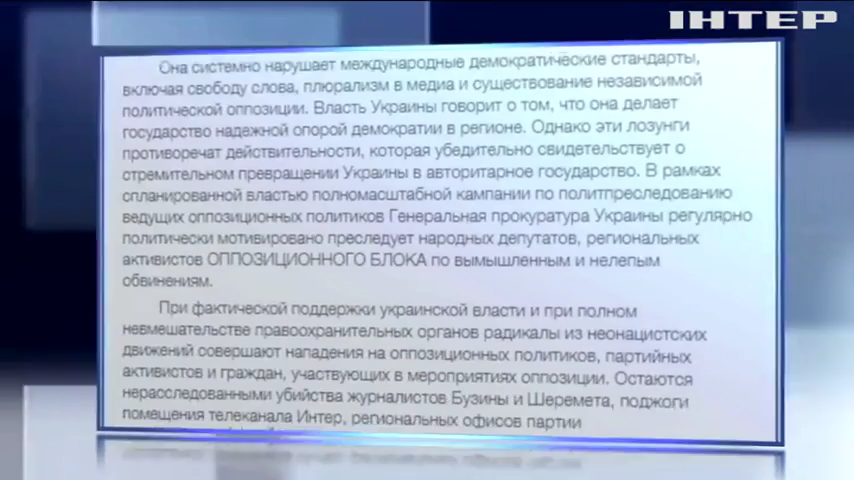 ІНТЕР
Она системно нарушает международные демократические стандарты,
включая свободу слова, плюрализм в медиа и существование независимой
политической оппозиции. Власть Украины говорит о том, что она делает
государство надежной опорой демократии в регионе. Однако эти лозунги
противоречат действительности, которая убедительно свидетельствует о
стремительном превращении Украины в авторитарное государство. В рамках
спланированной властью полномасштабной кампании по политпреследованию
ведущих оппозиционных политиков Генеральная прокуратура Украины регулярно
политически мотивировано преследует народных депутатов, региональных
активистов ОППОЗИЦИОННОГО БЛОКА по вымышленным и нелепым
обвинениям.
При фактической поддержки украинской власти и при полном
невмешательстве правоохранительных органов радикалы из неонацистских
движений совершают нападения на оппозиционных политиков, партийных
активистов и граждан, участвующих в мероприятиях оппозиции. Остаются
нерасследованными убийства журналистов Бузины и Шеремета, поджоги
помещения телеканала Интер, региональных офисов партии